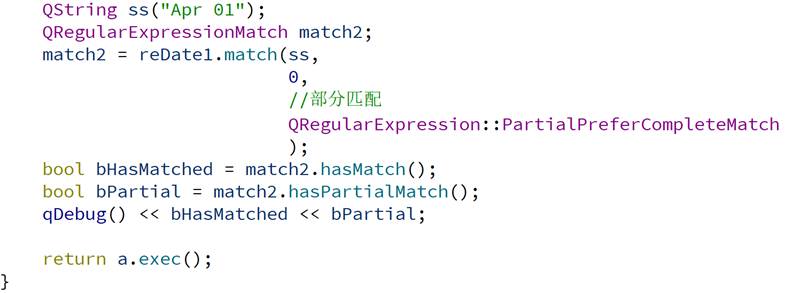 QString ss("Apr 01");
QRegularExpressionMatch match2;
match2 = reDate1.match(ss,
0,
//部分匹配
QRegularExpression::PartialPreferCompleteMatch
);
bool bHasMatched = match2.hasMatch();
bool bPartial = match2.hasPartialMatch();
qDebug() << bHasMatched << bPartial;
return a.exec();
}